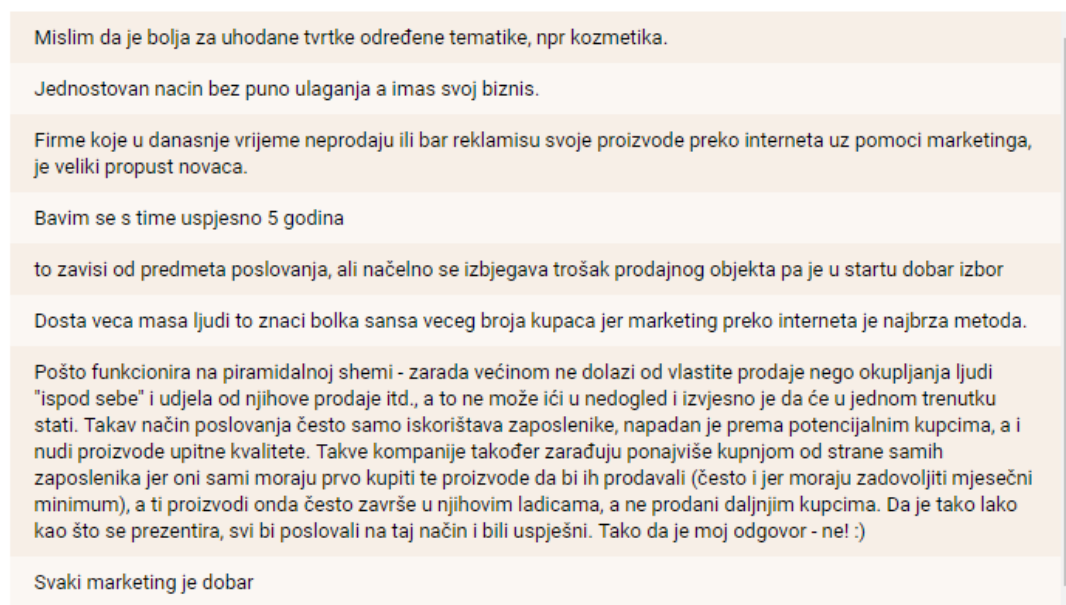 Mislim da je bolja za uhodane tvrtke određene tematike, npr kozmetika.
Jednostovan nacin bez puno ulaganja a imas svoj biznis.
Firme koje u danasnje vrijeme neprodaju ili bar reklamisu svoje proizvode preko interneta uz pomoci marketinga,
je veliki propust novaca.
Bavim se s time uspjesno 5 godina
to zavisi od predmeta poslovanja, ali načelno se izbjegava trošak prodajnog objekta pa je u startu dobar izbor
Dosta veca masa ljudi to znaci bolka sansa veceg broja kupaca jer marketing preko interneta je najbrza metoda.
Pošto funkcionira na piramidalnoj shemi - zarada većinom ne dolazi od vlastite prodaje nego okupljanja ljudi
"ispod sebe" i udjela od njihove prodaje itd., a to ne može ići u nedogled i izvjesno je da će u jednom trenutku
stati. Takav način poslovanja često samo iskorištava zaposlenike, napadan je prema potencijalnim kupcima, a i
nudi proizvode upitne kvalitete. Takve kompanije također zarađuju ponajviše kupnjom od strane samih
zaposlenika jer oni sami moraju prvo kupiti te proizvode da bi ih prodavali (često i jer moraju zadovoljiti mjesečni
minimum), a ti proizvodi onda često završe u njihovim ladicama, a ne prodani daljnjim kupcima. Da je tako lako
kao što se prezentira, svi bi poslovali na taj način i bili uspješni. Tako da je moj odgovor - ne! :)
Svaki marketing je dobar